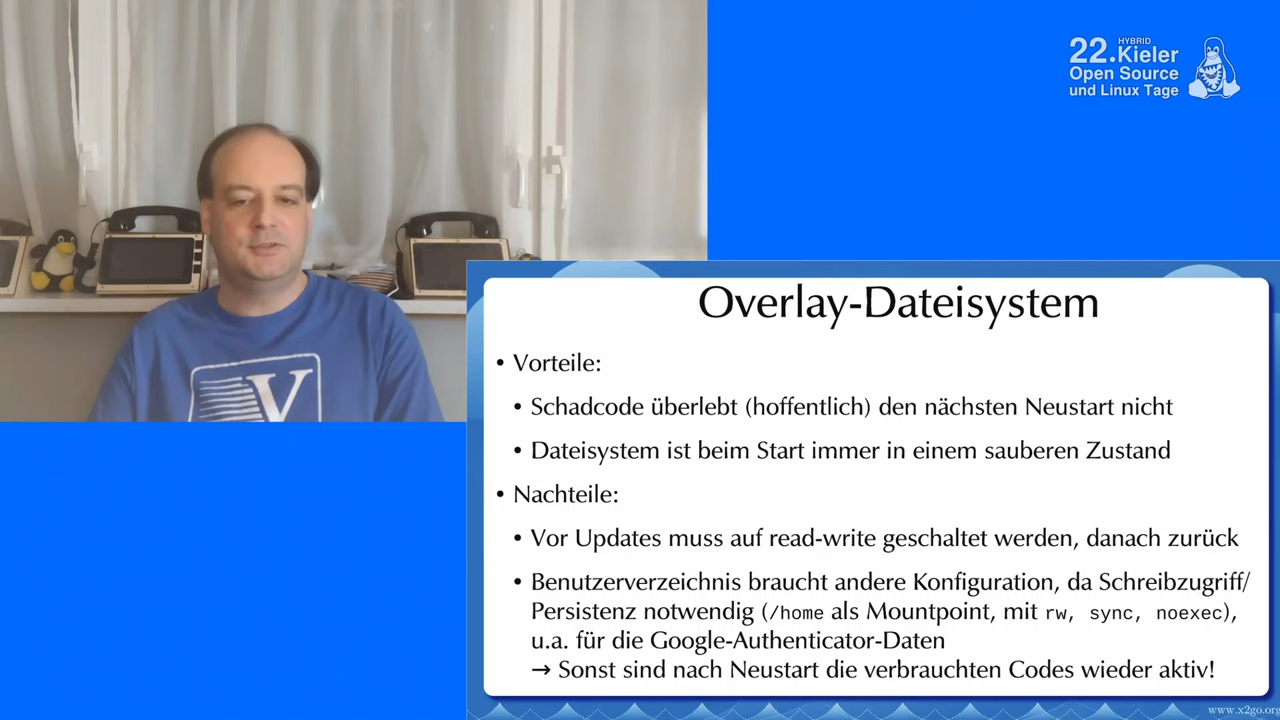 HYBRID
22.Kieler
Open Source
und Linux Tage
Overlay-Dateisystem
• Vorteile:
• Schadcode überlebt (hoffentlich) den nächsten Neustart nicht
• Dateisystem ist beim Start immer in einem sauberen Zustand
• Nachteile:
• Vor Updates muss auf read-write geschaltet werden, danach zurück
• Benutzerverzeichnis braucht andere Konfiguration, da Schreibzugriff/
Persistenz notwendig (/home als Mountpoint, mit rw, sync, noexec),
u.a. für die Google-Authenticator-Daten
→ Sonst sind nach Neustart die verbrauchten Codes wieder aktiv!
www.x2go.org